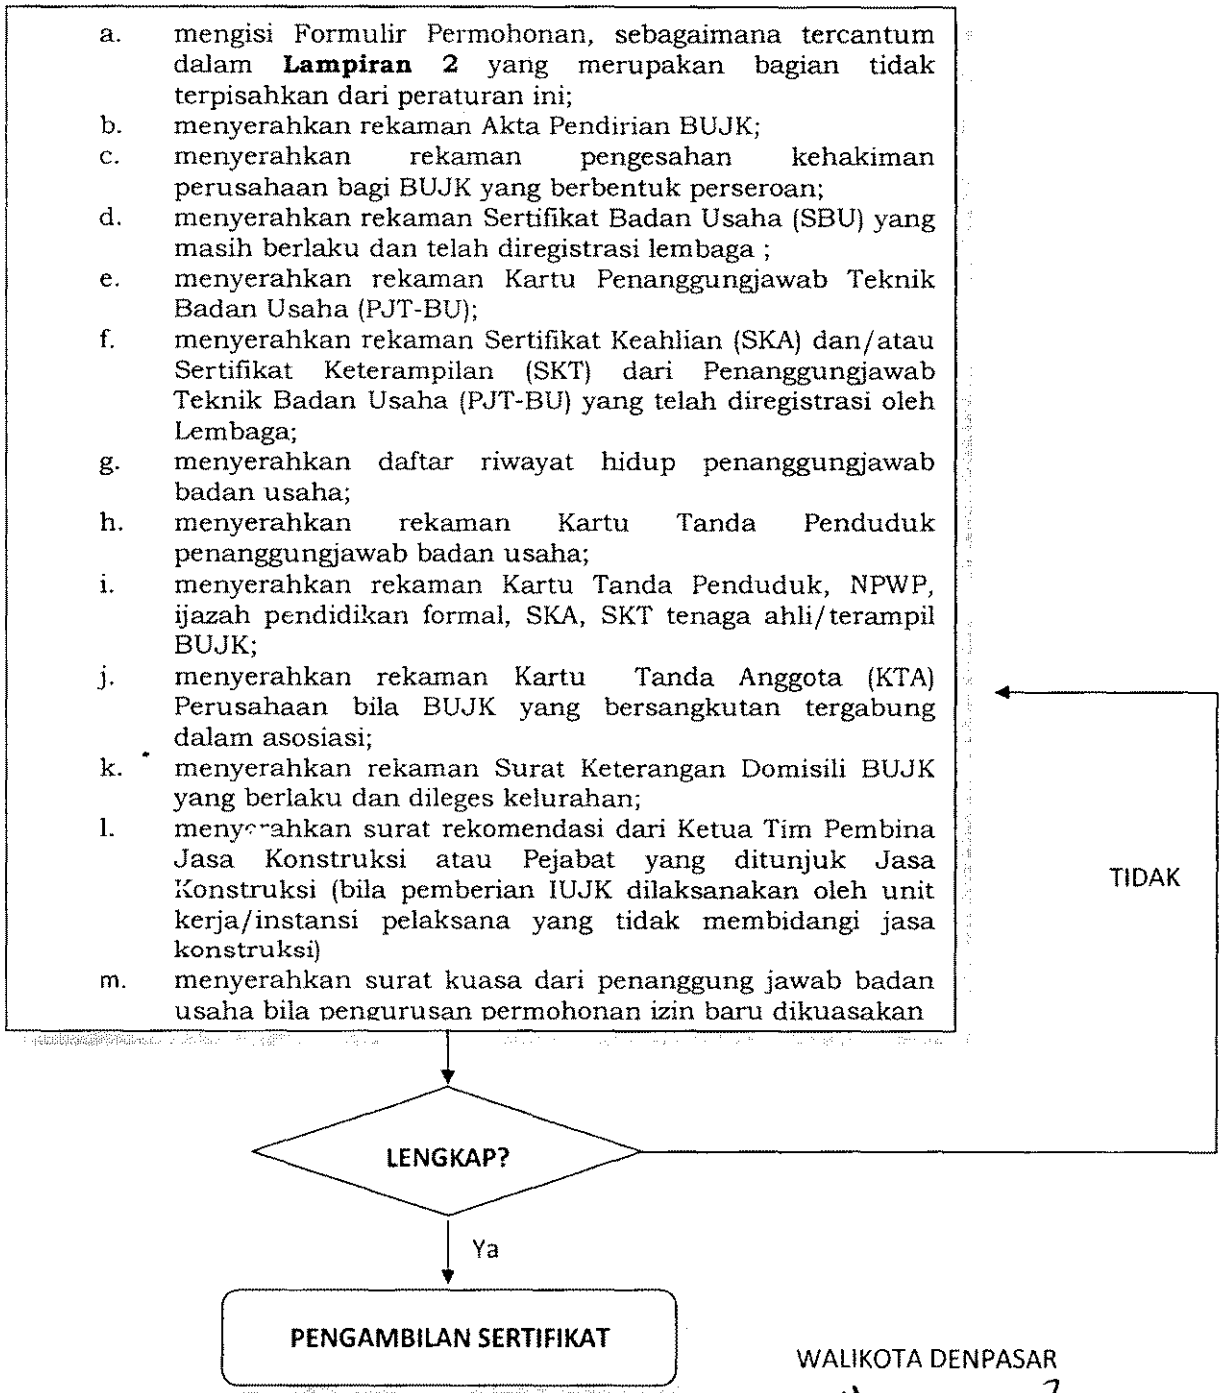 a. mengisi Formulir Permohonan, sebagaimana tercantum
dalam Lampiran 2 yang merupakan bagian tidak
terpisahkan dari peraturan ini;
b. menyerahkan rekaman Akta Pendirian BUJK;
c. menyerahkan rekaman pengesahan kehakiman
perusahaan bagi BUJK yang berbentuk perseroan;
d. menyerahkan rekaman Sertifikat Badan Usaha (SBU) yang
masih berlaku dan telah diregistrasi lembaga ;
e. menyerahkan rekaman Kartu Penanggungjawab Teknik
Badan Usaha (PJT-BU);
f. menyerahkan rekaman Sertifikat Keahlian (SKA) dan/atau
Sertifikat Keterampilan (SKT) dari Penanggungjawab
Teknik Badan Usaha (PJT-BU) yang telah diregistrasi oleh
Lembaga;
g. menyerahkan daftar riwayat hidup penanggungjawab
badan usaha;
h. menyerahkan rekaman Kartu Tanda Penduduk
penanggungjawab badan usaha;
i. menyerahkan rekaman Kartu Tanda Penduduk, NPWP,
ijazah pendidikan formal, SKA, SKT tenaga ahli/terampil
BUJK;
j. menyerahkan rekaman Kartu Tanda Anggota (KTA)
Perusahaan bila BUJK yang bersangkutan tergabung
dalam asosiasi;
k. menyerahkan rekaman Surat Keterangan Domisili BUJK
yang berlaku dan dileges kelurahan;
l. menyerahkan surat rekomendasi dari Ketua Tim Pembina
Jasa Konstruksi atau Pejabat yang ditunjuk Jasa
Konstruksi (bila pemberian IUJK dilaksanakan oleh unit
kerja/instansi pelaksana yang tidak membidangi jasa
konstruksi)
m. menyerahkan surat kuasa dari penanggung jawab badan
usaha bila pengurusan permohonan izin baru dikuasakan
TIDAK
LENGKAP?
Ya
PENGAMBILAN SERTIFIKAT
WALIKOTA DENPASAR